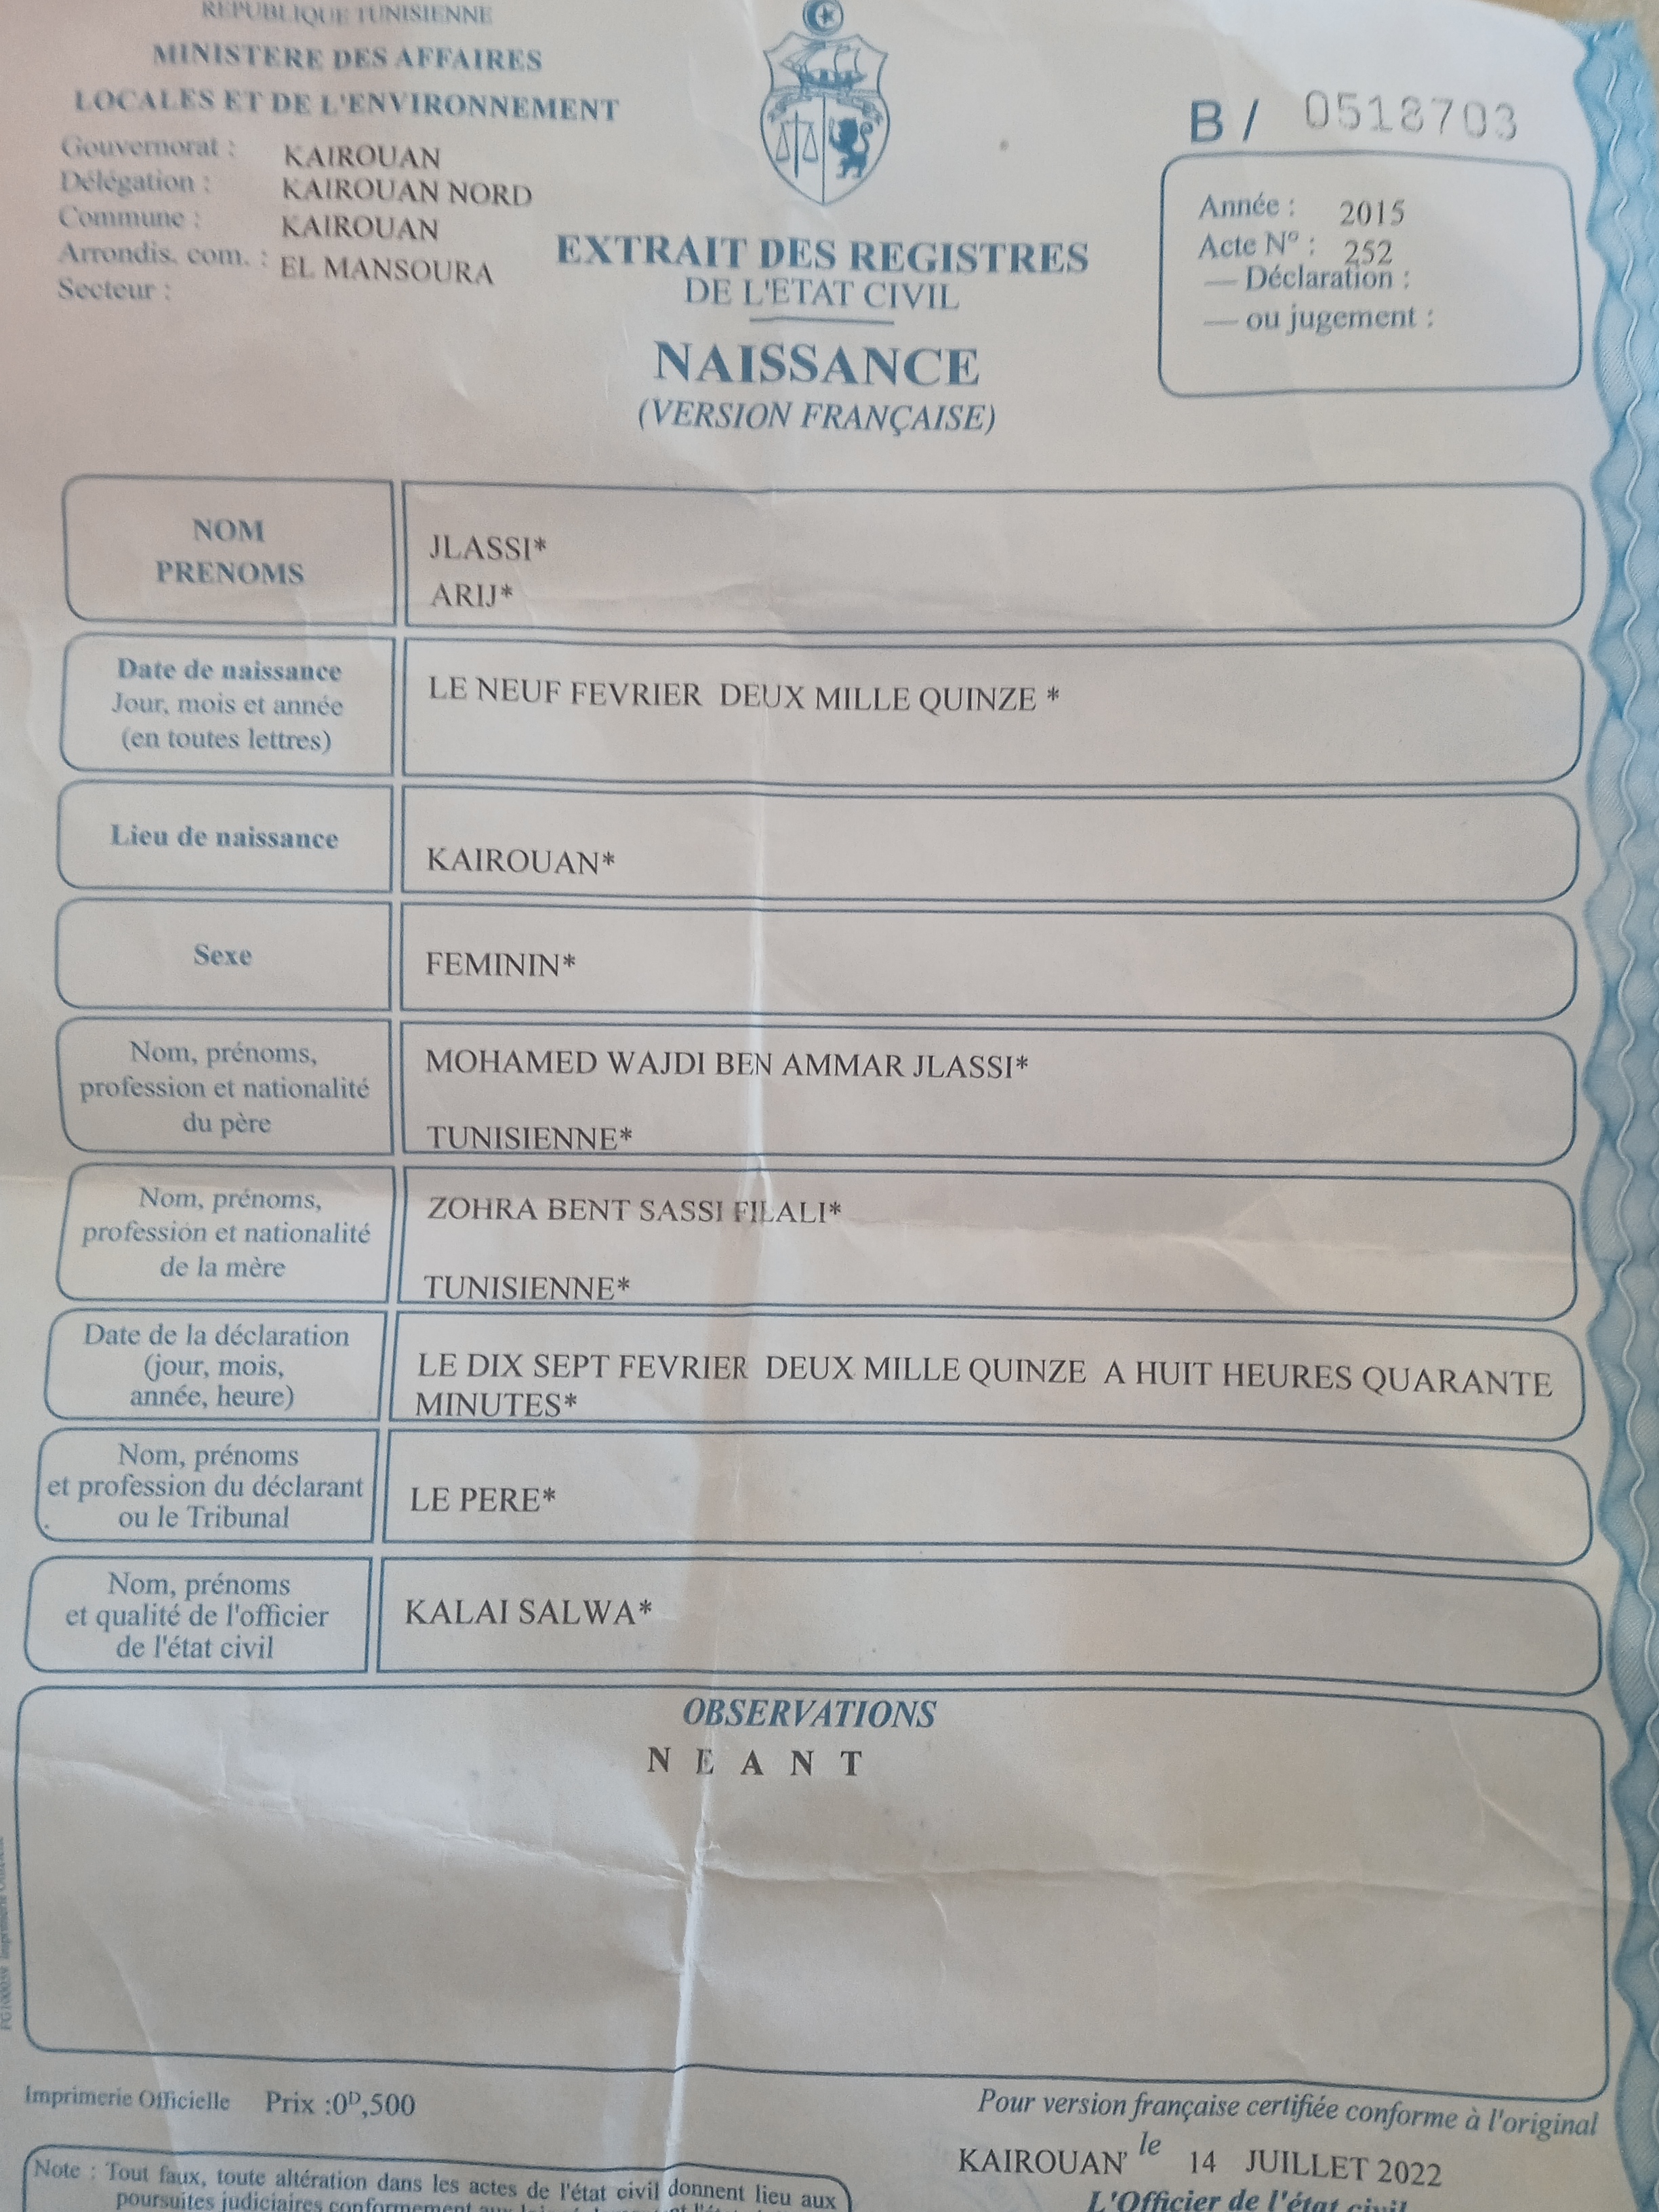 REPUBLIQUE TUNISIENNE
MINISTERE DES AFFAIRES
LOCALES ET DE L'ENVIRONNEMENT
Gouvernorat : KAIROUAN
Délégation : KAIROUAN NORD
Commune : KAIROUAN
Arrondis. com. : EL MANSOURA
Secteur :
B / 0518703
Année : 2015
Acte N° : 252
— Déclaration :
— ou jugement :
EXTRAIT DES REGISTRES
DE L'ETAT CIVIL
NAISSANCE
(VERSION FRANÇAISE)
NOM
PRENOMS
JLASSI*
ARIJ*
Date de naissance
Jour, mois et année
(en toutes lettres)
LE NEUF FEVRIER DEUX MILLE QUINZE *
Lieu de naissance
KAIROUAN*
Sexe
FEMININ*
Nom, prénoms,
profession et nationalité
du père
MOHAMED WAJDI BEN AMMAR JLASSI*
TUNISIENNE*
Nom, prénoms,
profession et nationalité
de la mère
ZOHRA BENT SASSI FILALI*
TUNISIENNE*
Date de la déclaration
(jour, mois,
année, heure)
LE DIX SEPT FEVRIER DEUX MILLE QUINZE A HUIT HEURES QUARANTE
MINUTES*
Nom, prénoms
et profession du déclarant
ou le Tribunal
LE PERE*
Nom, prénoms
et qualité de l'officier
de l'état civil
KALAI SALWA*
OBSERVATIONS
N E A N T
Imprimerie Officielle Prix :0ᴰ,500
Pour version française certifiée conforme à l'original
KAIROUAN' le 14 JUILLET 2022
L'Officier de l'état civil
Note : Tout faux, toute altération dans les actes de l'état civil donnent lieu aux
poursuites judiciaires conformément